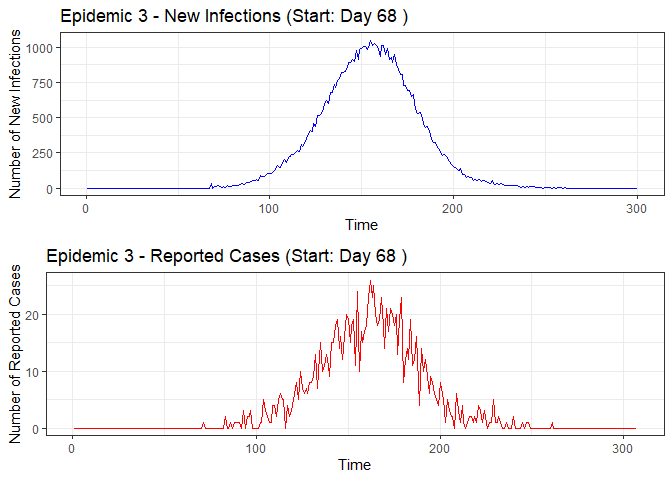 Epidemic 3 - New Infections (Start: Day 68 )
Number of New Infections
1000
750
500
250
0
0 100 200 300
Time
Epidemic 3 - Reported Cases (Start: Day 68 )
Number of Reported Cases
20
10
0
0 100 200 300
Time